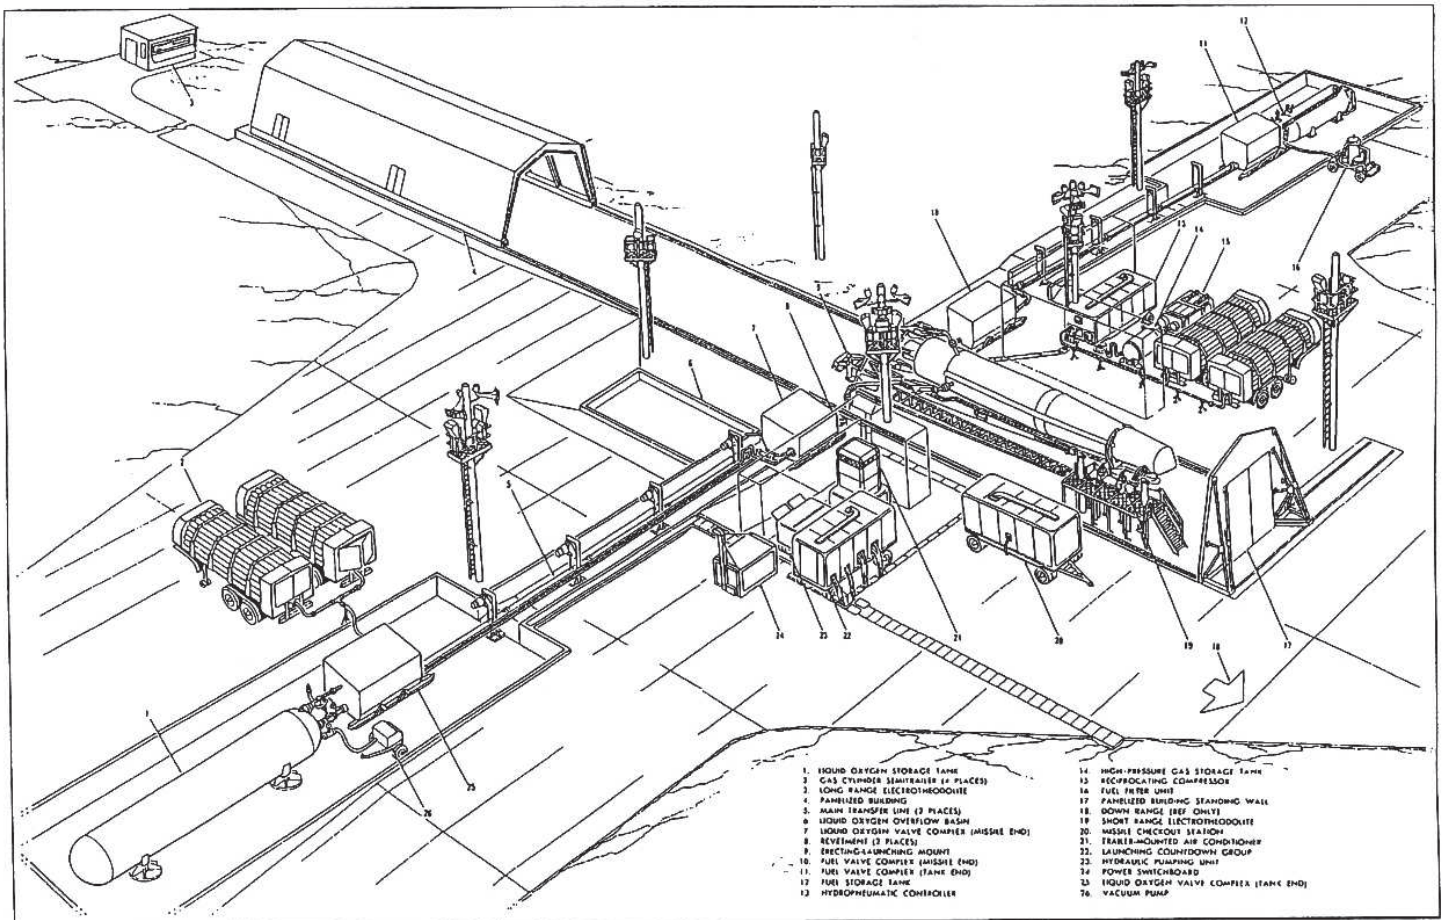 12
11
3
10
13
14
15
16
4
9
8
7
6
2
5
24
23
22
21
20
19
18
17
1
25
26
1. LIQUID OXYGEN STORAGE TANK
2. GAS CYLINDER SEMITRAILER (4 PLACES)
3. LONG RANGE ELECTROTHEODOLITE
4. PANELIZED BUILDING
5. MAIN TRANSFER LINE (2 PLACES)
6 LIQUID OXYGEN OVERFLOW BASIN
7 LIQUID OXYGEN VALVE COMPLEX (MISSILE END)
8 REVETMENT (2 PLACES)
9. ERECTING-LAUNCHING MOUNT
10. FUEL VALVE COMPLEX (MISSILE END)
11. FUEL VALVE COMPLEX (TANK END)
12 FUEL STORAGE TANK
13 HYDROPNEUMATIC CONTROLLER
14 HIGH-PRESSURE GAS STORAGE TANK
15 RECIPROCATING COMPRESSOR
16 FUEL FILTER UNIT
17 PANELIZED BUILDING STANDING WALL
18. DOWN RANGE (REF ONLY)
19 SHORT RANGE ELECTROTHEODOLITE
20. MISSILE CHECKOUT STATION
21. TRAILER-MOUNTED AIR CONDITIONER
22. LAUNCHING COUNTDOWN GROUP
23. HYDRAULIC PUMPING UNIT
24 POWER SWITCHBOARD
25 LIQUID OXYGEN VALVE COMPLEX (TANK END)
26. VACUUM PUMP